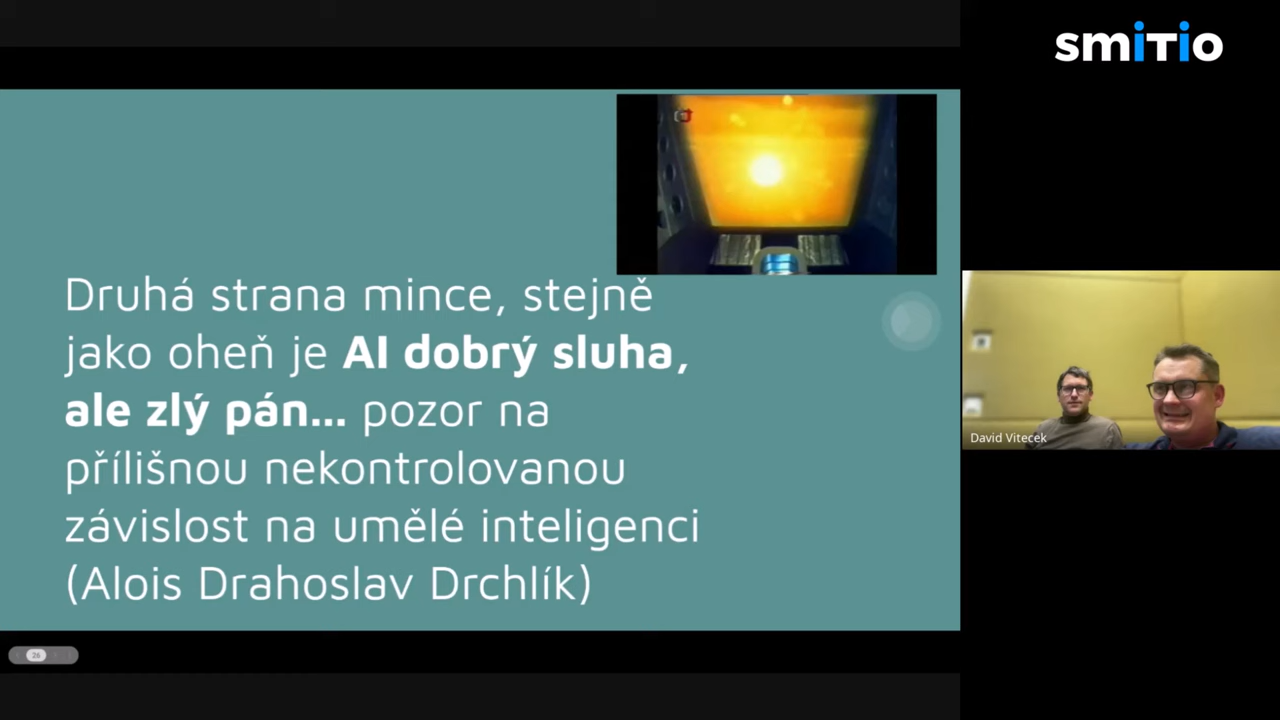 smiTio
Druhá strana mince, stejně
jako oheň je AI dobrý sluha,
ale zlý pán... pozor na
přílišnou nekontrolovanou
závislost na umělé inteligenci
(Alois Drahoslav Drchlík)
David Vitecek
26